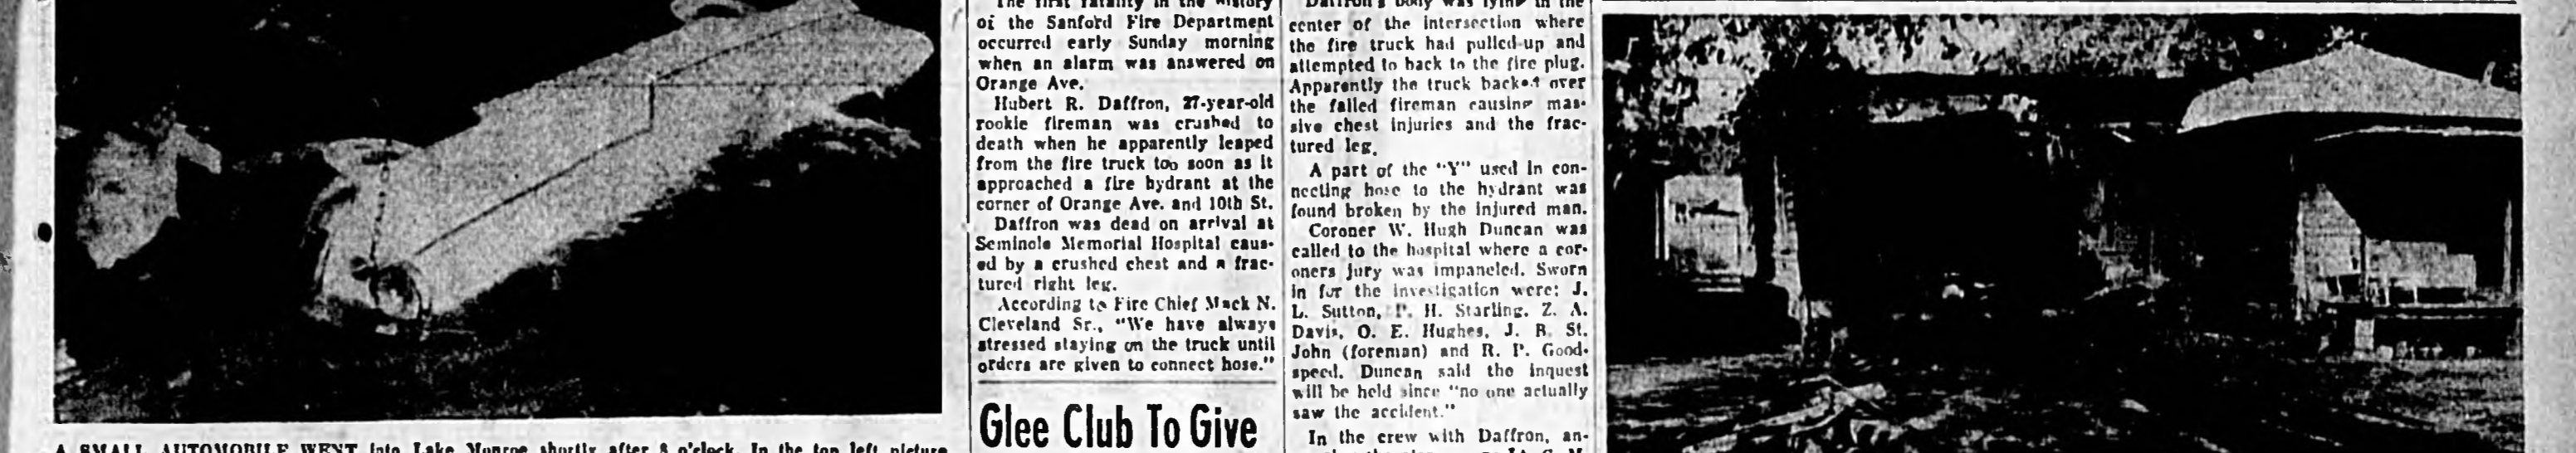 The first fatality in the history
of the Sanford Fire Department
occurred early Sunday morning
when an alarm was answered on
Orange Ave.
Hubert R. Daffron, 27-year-old
rookie fireman was crushed to
death when he apparently leaped
from the fire truck too soon as it
approached a fire hydrant at the
corner of Orange Ave. and 10th St.
Daffron was dead on arrival at
Seminole Memorial Hospital caus-
ed by a crushed chest and a frac-
tured right leg.
According to Fire Chief Mack N.
Cleveland Sr., "We have always
stressed staying on the truck until
orders are given to connect hose."
Glee Club To Give
Daffron's body was lying in the
center of the intersection where
the fire truck had pulled up and
attempted to back to the fire plug.
Apparently the truck backed over
the falled fireman causing mas-
sive chest injuries and the frac-
tured leg.
A part of the "Y" used in con-
necting hose to the hydrant was
found broken by the injured man.
Coroner W. Hugh Duncan was
called to the hospital where a cor-
oners jury was impaneled. Sworn
in for the investigation were: J.
L. Sutton, P. H. Starling, Z. A.
Davis, O. E. Hughes, J. R. St.
John (foreman) and R. P. Good-
speed. Duncan said the inquest
will be held since "no one actually
saw the accident."
In the crew with Daffron, an-
A SMALL AUTOMOBILE WENT into Lake Monroe shortly after 8 o'clock. In the top left picture